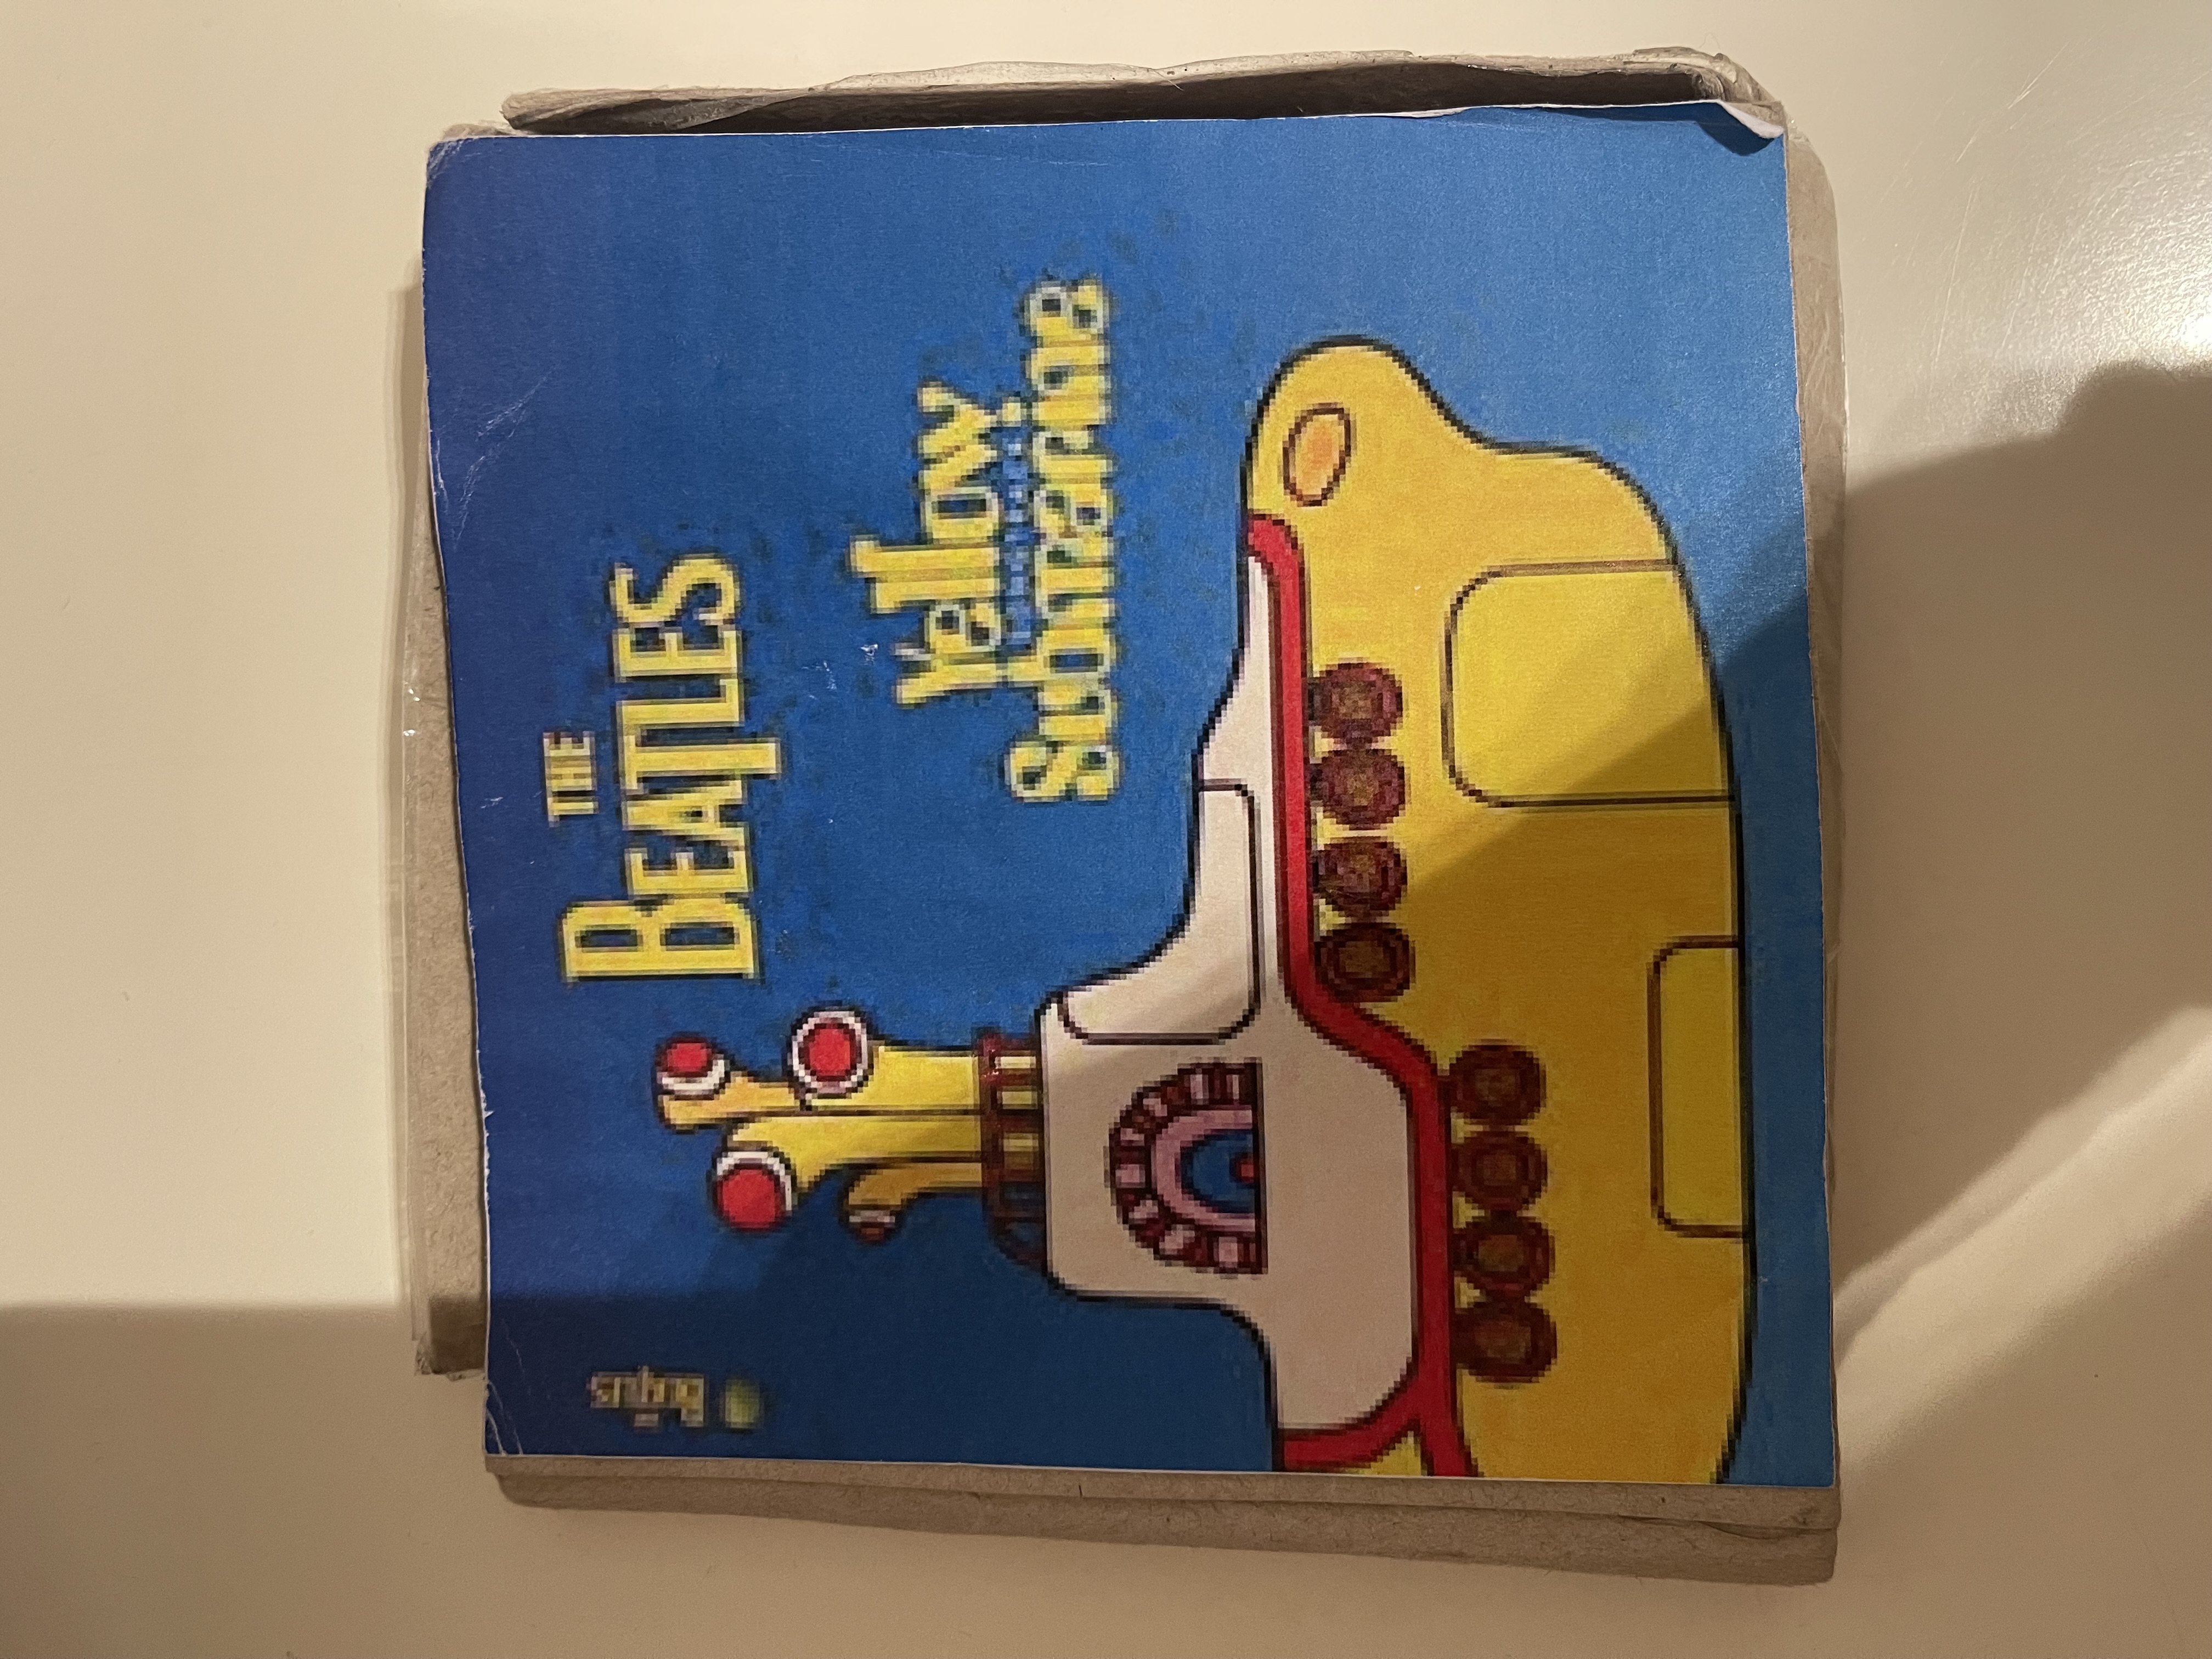 THE
BEATLES
Yellow
Submarine